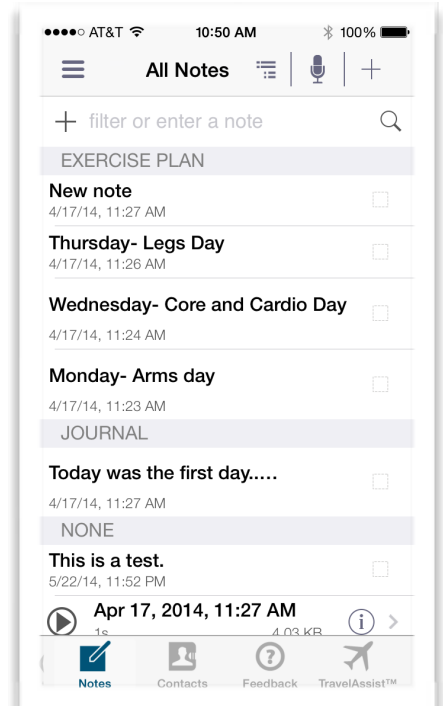 AT&T 10:50 AM 100%
All Notes
filter or enter a note
EXERCISE PLAN
New note
4/17/14, 11:27 AM
Thursday- Legs Day
4/17/14, 11:26 AM
Wednesday- Core and Cardio Day
4/17/14, 11:24 AM
Monday- Arms day
4/17/14, 11:23 AM
JOURNAL
Today was the first day.....
4/17/14, 11:27 AM
NONE
This is a test.
5/22/14, 11:52 PM
Apr 17, 2014, 11:27 AM
1s 4.03 KB
Notes Contacts Feedback TravelAssist™